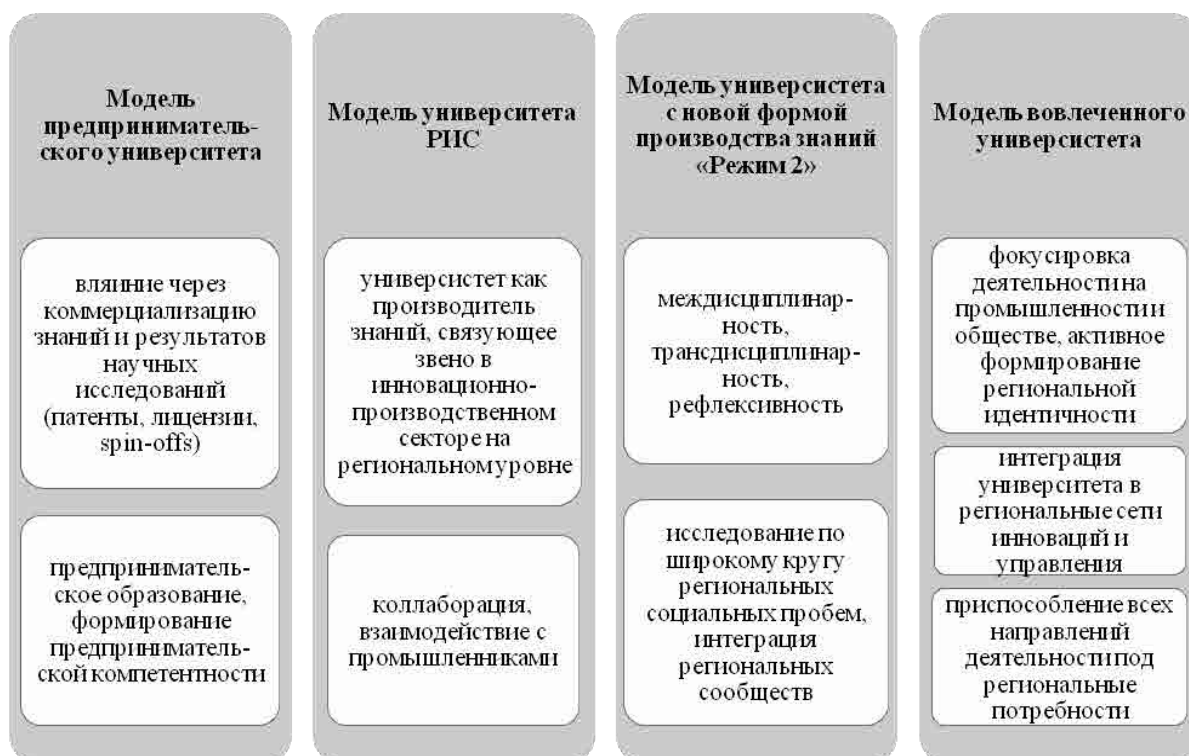 Модель
предприниматель-
ского университета
влияние через
коммерциализацию
знаний и результатов
научных
исследований
(патенты, лицензии,
spin-offs)
предприниматель-
ское образование,
формирование
предприниматель-
ской компетентности
Модель университета
РИС
университет как
производитель
знаний, связующее
звено в
инновационно-
производственном
секторе на
региональном уровне
коллаборация,
взаимодействие с
промышленниками
Модель универсистета
с новой формой
производства знаний
«Режим 2»
междисциплинар-
ность,
трансдисциплинар-
ность,
рефлексивность
исследование по
широкому кругу
региональных
социальных пробем,
интеграция
региональных
сообществ
Модель вовлеченного
универсистета
фокусировка
деятельности на
промышленности и
обществе, активное
формирование
региональной
идентичности
интеграция
университета в
региональные сети
инноваций и
управления
приспособление всех
направлений
деятельности под
региональные
потребности